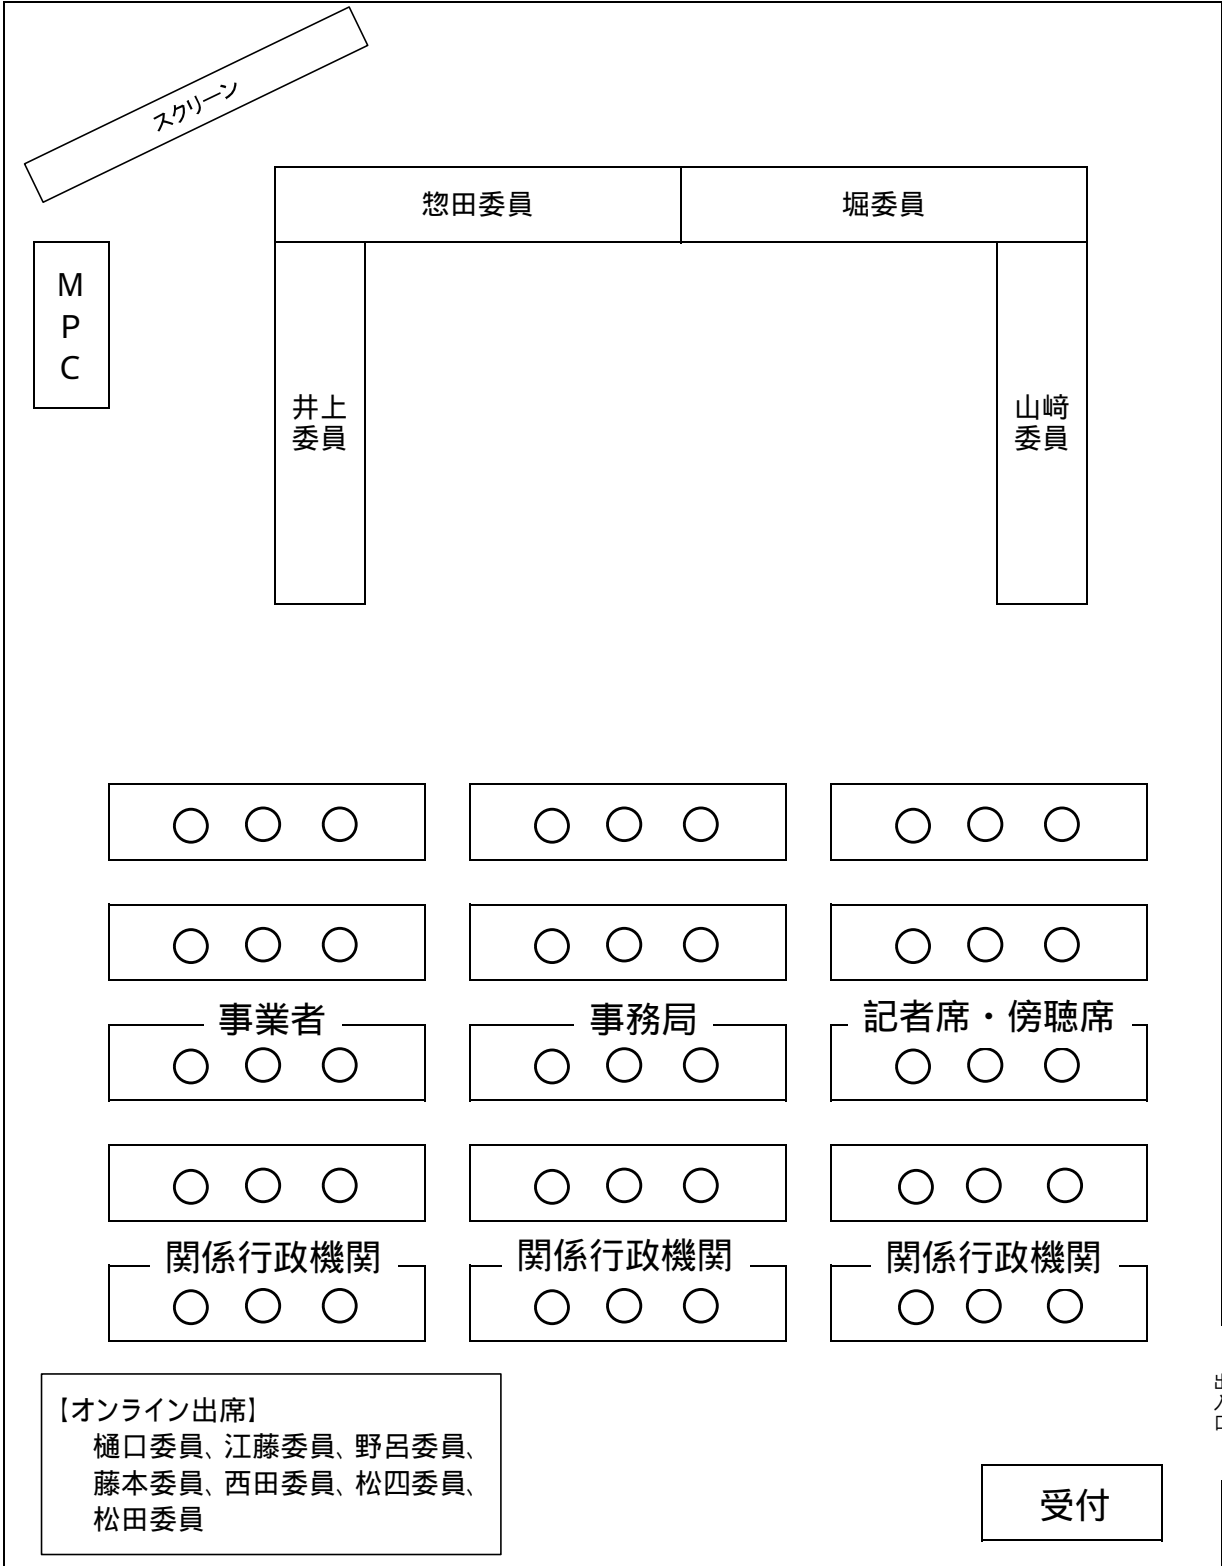 スクリーン
惣田委員
堀委員
M
P
C
井上
委員
山﨑
委員
事業者
事務局
記者席・傍聴席
関係行政機関
関係行政機関
関係行政機関
【オンライン出席】
樋口委員、江藤委員、野呂委員、
藤本委員、西田委員、松四委員、
松田委員
出入口
受付